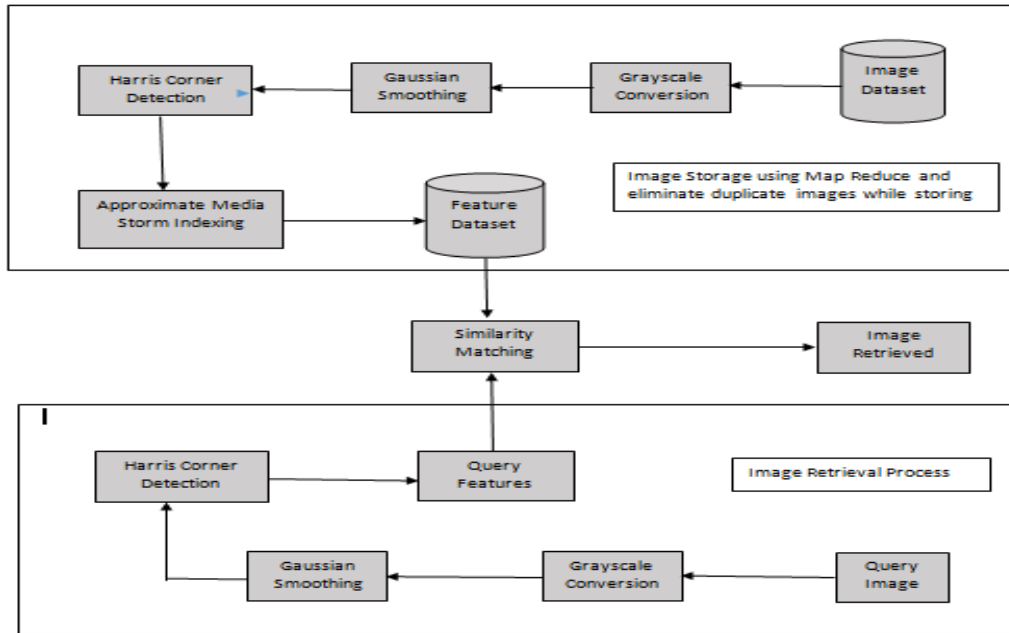 Harris Corner
Detection
Gaussian
Smoothing
Grayscale
Conversion
Image
Dataset
Image Storage using Map Reduce and
eliminate duplicate images while storing
Approximate Media
Storm Indexing
Feature
Dataset
Similarity
Matching
Image
Retrieved
I
Harris Corner
Detection
Query
Features
Image Retrieval Process
Gaussian
Smoothing
Grayscale
Conversion
Query
Image